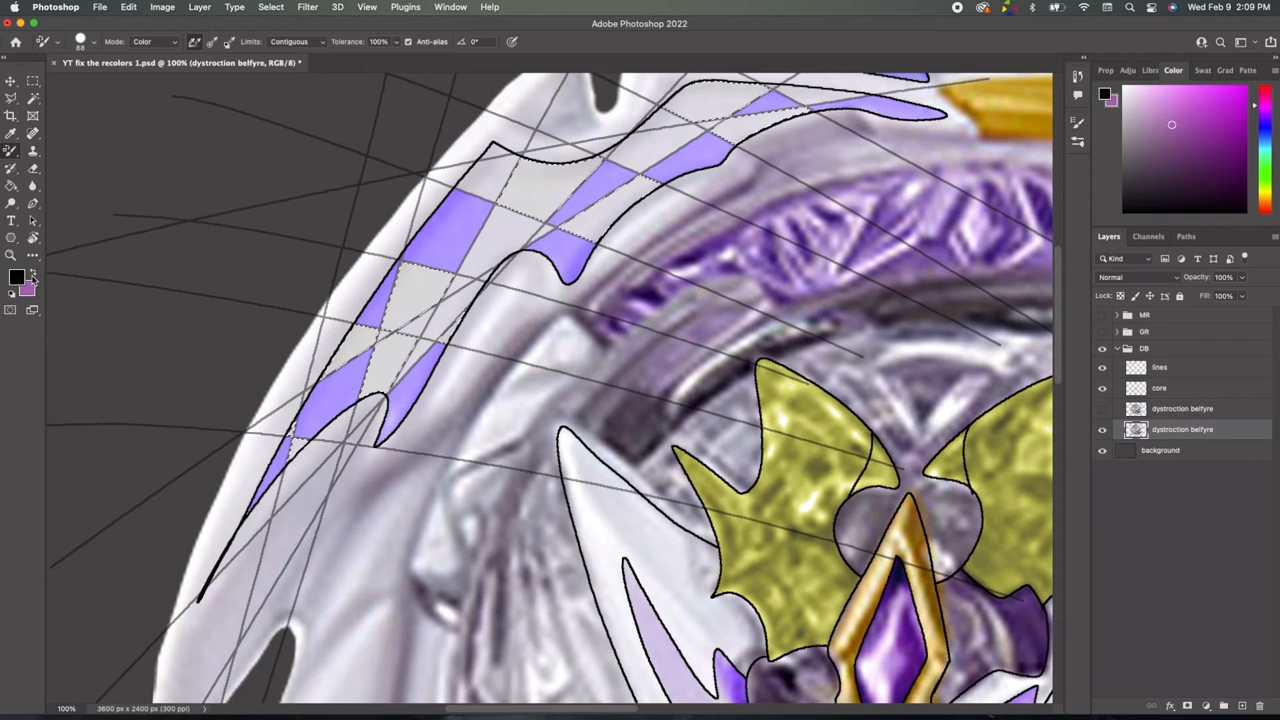 Photoshop File Edit Image Layer Type Select Filter 3D View Plugins Window Help Wed Feb 9 2:09 PM
Adobe Photoshop 2022
88 Mode: Color Limits: Contiguous Tolerance: 100% Anti-alias 0°
YT fix the recolors 1.psd @ 100% (dystroction belfyre, RGB/8) *
Prop Adju Libra Color Swat Grad Patte
Layers Channels Paths
Kind
Normal Opacity: 100%
Lock: Fill: 100%
MR
GR
DB
lines
core
dystroction belfyre
dystroction belfyre
background
100% 3600 px x 2400 px (300 ppi)